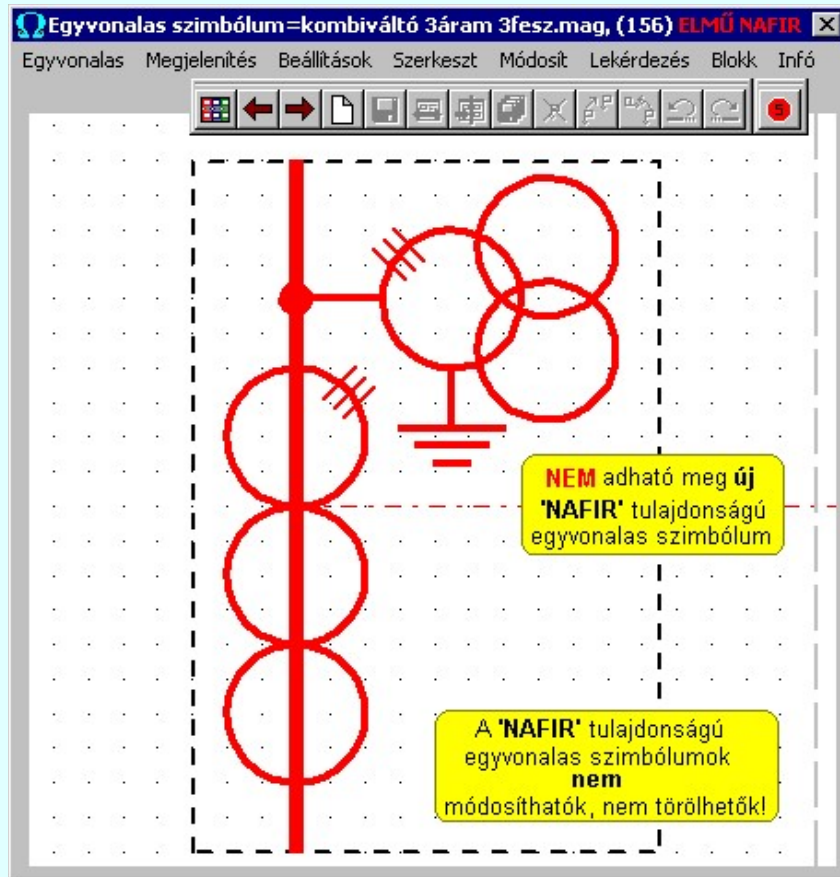 Egyvonalas szimbólum=kombiváltó 3áram 3fesz.mag, (156) ELMŰ NAFIR
Egyvonalas Megjelenítés Beállítások Szerkeszt Módosít Lekérdezés Blokk Infó
NEM adható meg új
'NAFIR' tulajdonságú
egyvonalas szimbólum
A 'NAFIR' tulajdonságú
egyvonalas szimbólumok
nem
módosíthatók, nem törölhetők!